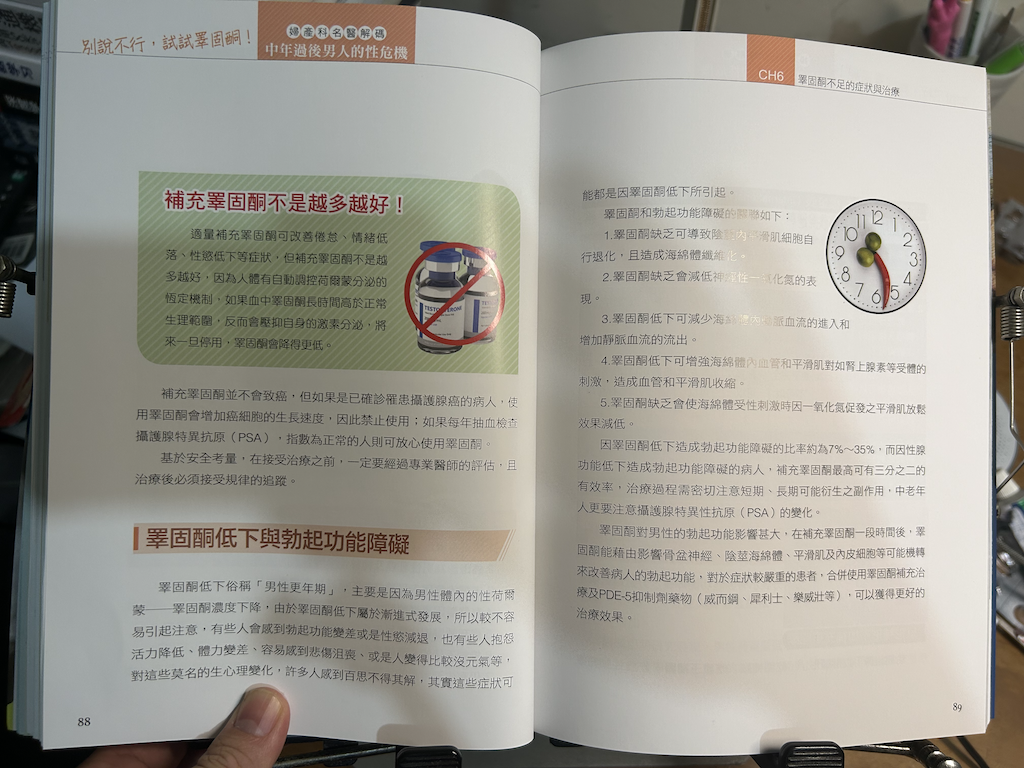 別說不行，試試睪固酮！
婦產科名醫解碼
中年過後男人的性危機
補充睪固酮不是越多越好！
適量補充睪固酮可改善倦怠、情緒低
落、性慾低下等症狀，但補充睪固酮不是越
多越好，因為人體有自動調控荷爾蒙分泌的
恆定機制，如果血中睪固酮長時間高於正常
生理範圍，反而會壓抑自身的激素分泌，將
來一旦停用，睪固酮會降得更低。
TESTOSTERONE
補充睪固酮並不會致癌，但如果是已確診罹患攝護腺癌的病人，使
用睪固酮會增加癌細胞的生長速度，因此禁止使用；如果每年抽血檢查
攝護腺特異抗原（PSA），指數為正常的人則可放心使用睪固酮。
基於安全考量，在接受治療之前，一定要經過專業醫師的評估，且
治療後必須接受規律的追蹤。
睪固酮低下與勃起功能障礙
睪固酮低下俗稱「男性更年期」，主要是因為男性體內的性荷爾
蒙——睪固酮濃度下降，由於睪固酮低下屬於漸進式發展，所以較不容
易引起注意，有些人會感到勃起功能變差或是性慾減退，也有些人抱怨
活力降低、體力變差、容易感到悲傷沮喪、或是人變得比較沒元氣等，
對這些莫名的生心理變化，許多人感到百思不得其解，其實這些症狀可
88
CH6
睪固酮不足的症狀與治療
能都是因睪固酮低下所引起。
睪固酮和勃起功能障礙的關聯如下：
1.睪固酮缺乏可導致陰莖內平滑肌細胞自
行退化，且造成海綿體纖維化。
2.睪固酮缺乏會減低神經性一氧化氮的表
現。
3.睪固酮低下可減少海綿體內動脈血流的進入和
增加靜脈血流的流出。
4.睪固酮低下可增強海綿體內血管和平滑肌對如腎上腺素等受體的
刺激，造成血管和平滑肌收縮。
5.睪固酮缺乏會使海綿體受性刺激時因一氧化氮促發之平滑肌放鬆
效果減低。
因睪固酮低下造成勃起功能障礙的比率約為7%～35%，而因性腺
功能低下造成勃起功能障礙的病人，補充睪固酮最高可有三分之二的
有效率，治療過程需密切注意短期、長期可能衍生之副作用，中老年
人更要注意攝護腺特異性抗原（PSA）的變化。
睪固酮對男性的勃起功能影響甚大，在補充睪固酮一段時間後，睪
固酮能藉由影響骨盆神經、陰莖海綿體、平滑肌及內皮細胞等可能機轉
來改善病人的勃起功能，對於症狀較嚴重的患者，合併使用睪固酮補充治
療及PDE-5抑制劑藥物（威而鋼、犀利士、樂威壯等），可以獲得更好的
治療效果。
12
1
2
3
4
5
6
7
8
9
10
11
89